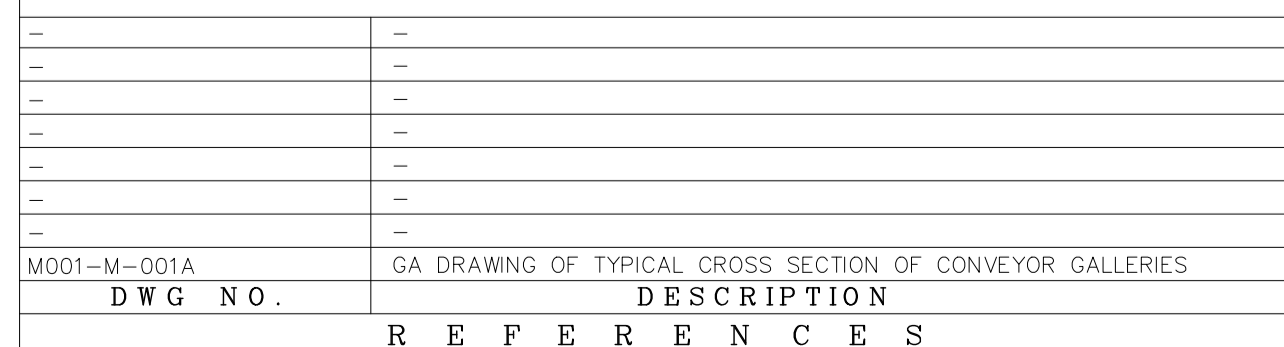 – –
– –
– –
– –
– –
– –
– –
M001-M-001A GA DRAWING OF TYPICAL CROSS SECTION OF CONVEYOR GALLERIES
DWG NO. DESCRIPTION
REFERENCES